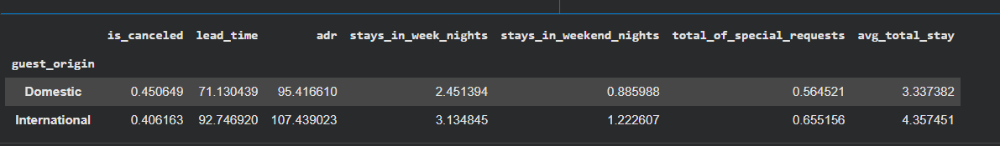 is_canceled lead_time adr stays_in_week_nights stays_in_weekend_nights total_of_special_requests avg_total_stay
guest_origin
Domestic 0.450649 71.130439 95.416610 2.451394 0.885988 0.564521 3.337382
International 0.406163 92.746920 107.439023 3.134845 1.222607 0.655156 4.357451